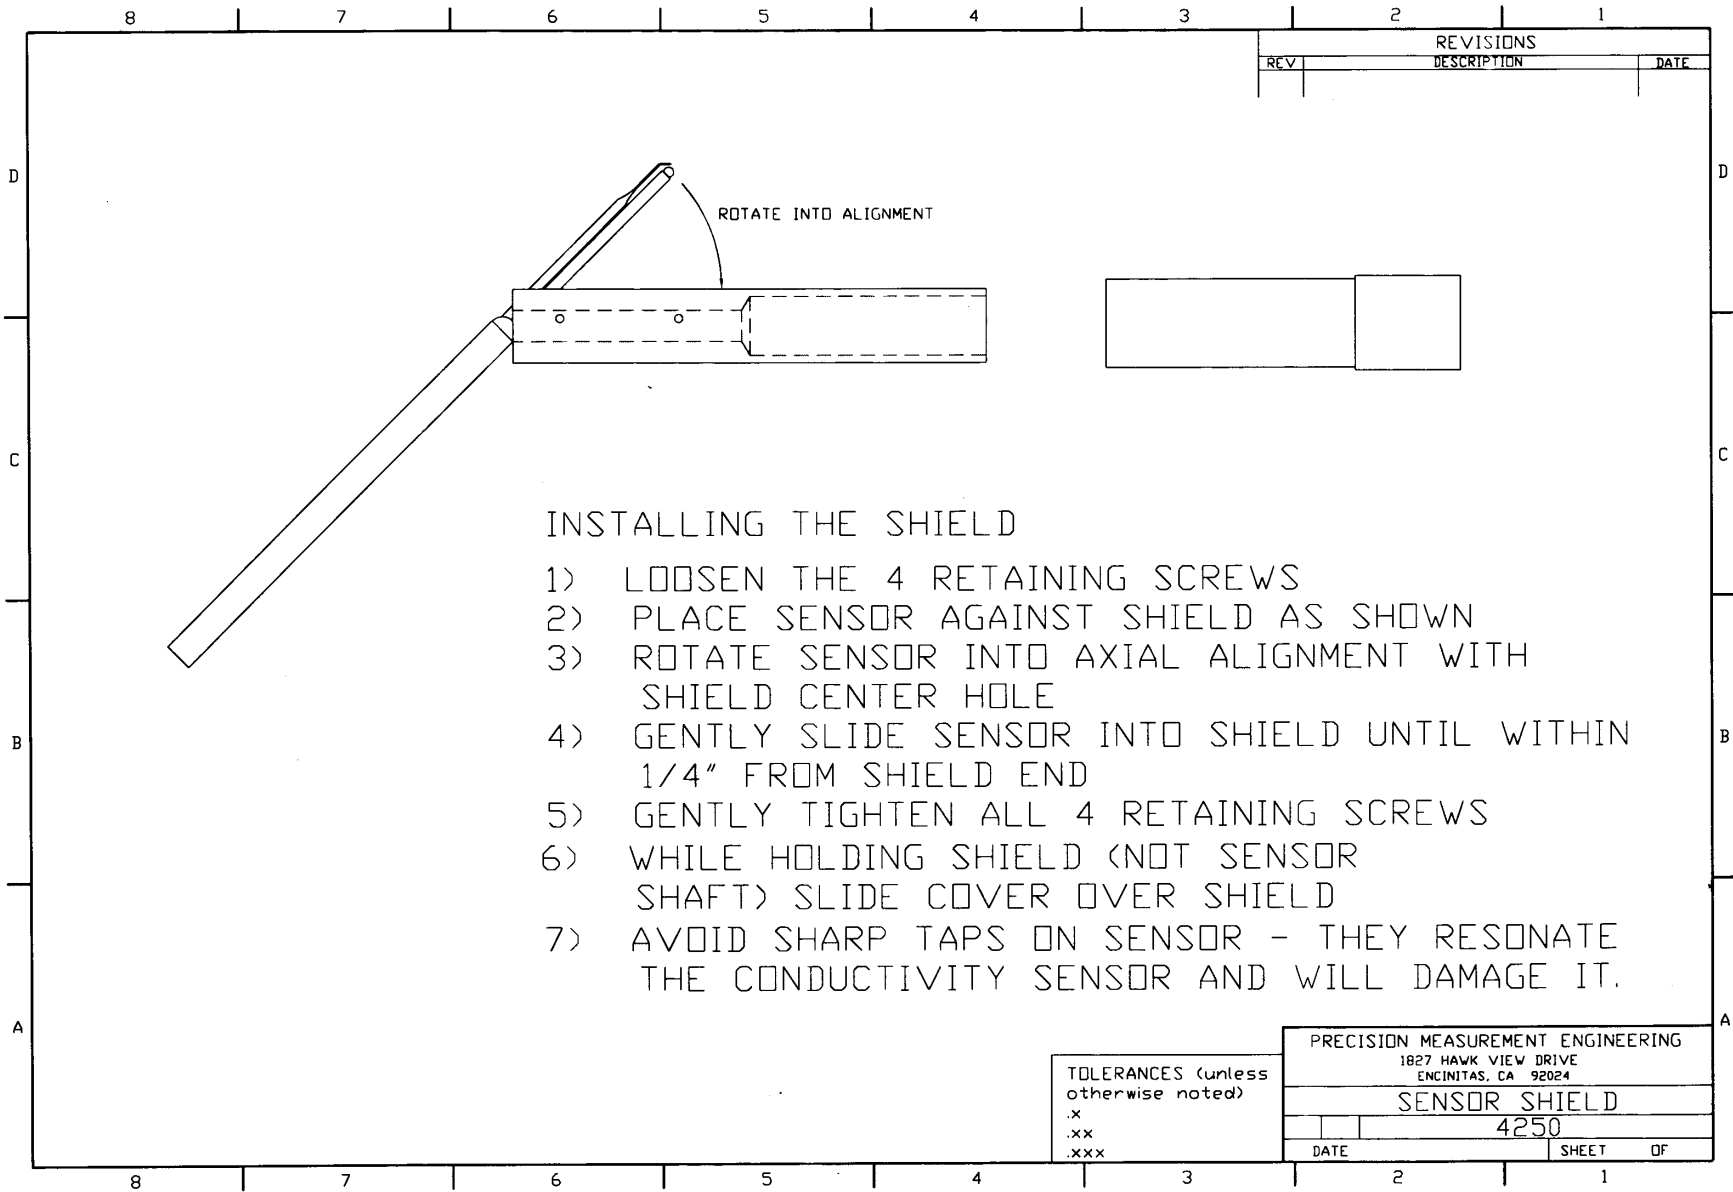 8 7 6 5 4 3 2 1
REVISIONS
REV DESCRIPTION DATE
D D
ROTATE INTO ALIGNMENT
C C
INSTALLING THE SHIELD
1) LOOSEN THE 4 RETAINING SCREWS
2) PLACE SENSOR AGAINST SHIELD AS SHOWN
3) ROTATE SENSOR INTO AXIAL ALIGNMENT WITH
SHIELD CENTER HOLE
4) GENTLY SLIDE SENSOR INTO SHIELD UNTIL WITHIN
1/4" FROM SHIELD END
B B
5) GENTLY TIGHTEN ALL 4 RETAINING SCREWS
6) WHILE HOLDING SHIELD (NOT SENSOR
SHAFT) SLIDE COVER OVER SHIELD
7) AVOID SHARP TAPS ON SENSOR - THEY RESONATE
THE CONDUCTIVITY SENSOR AND WILL DAMAGE IT.
A A
TOLERANCES (unless
otherwise noted)
.x
.xx
.xxx
PRECISION MEASUREMENT ENGINEERING
1827 HAWK VIEW DRIVE
ENCINITAS, CA 92024
SENSOR SHIELD
4250
DATE SHEET OF
8 7 6 5 4 3 2 1